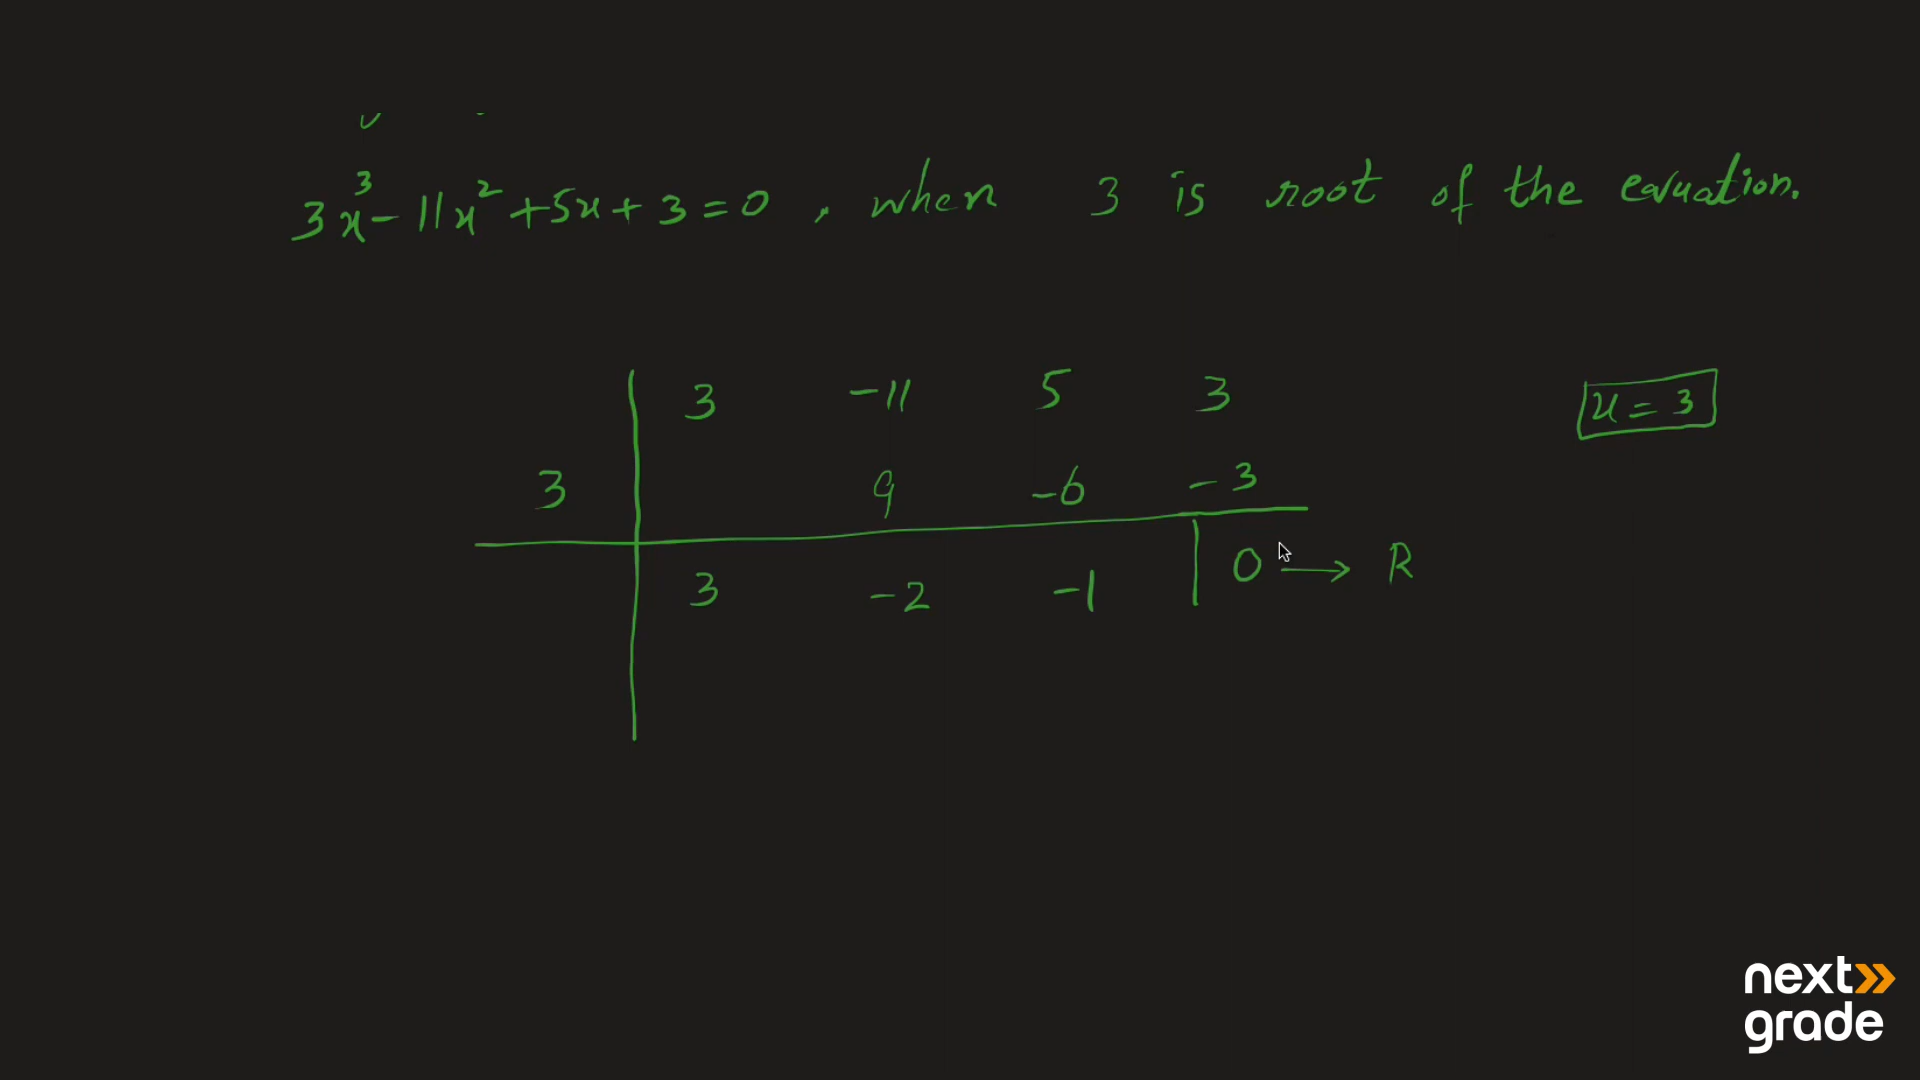 3x³ - 11x² + 5x + 3 = 0 , when 3 is root of the equation.
3 -11 5 3
x = 3
3 9 -6 -3
3 -2 -1 0 → R
next
grade